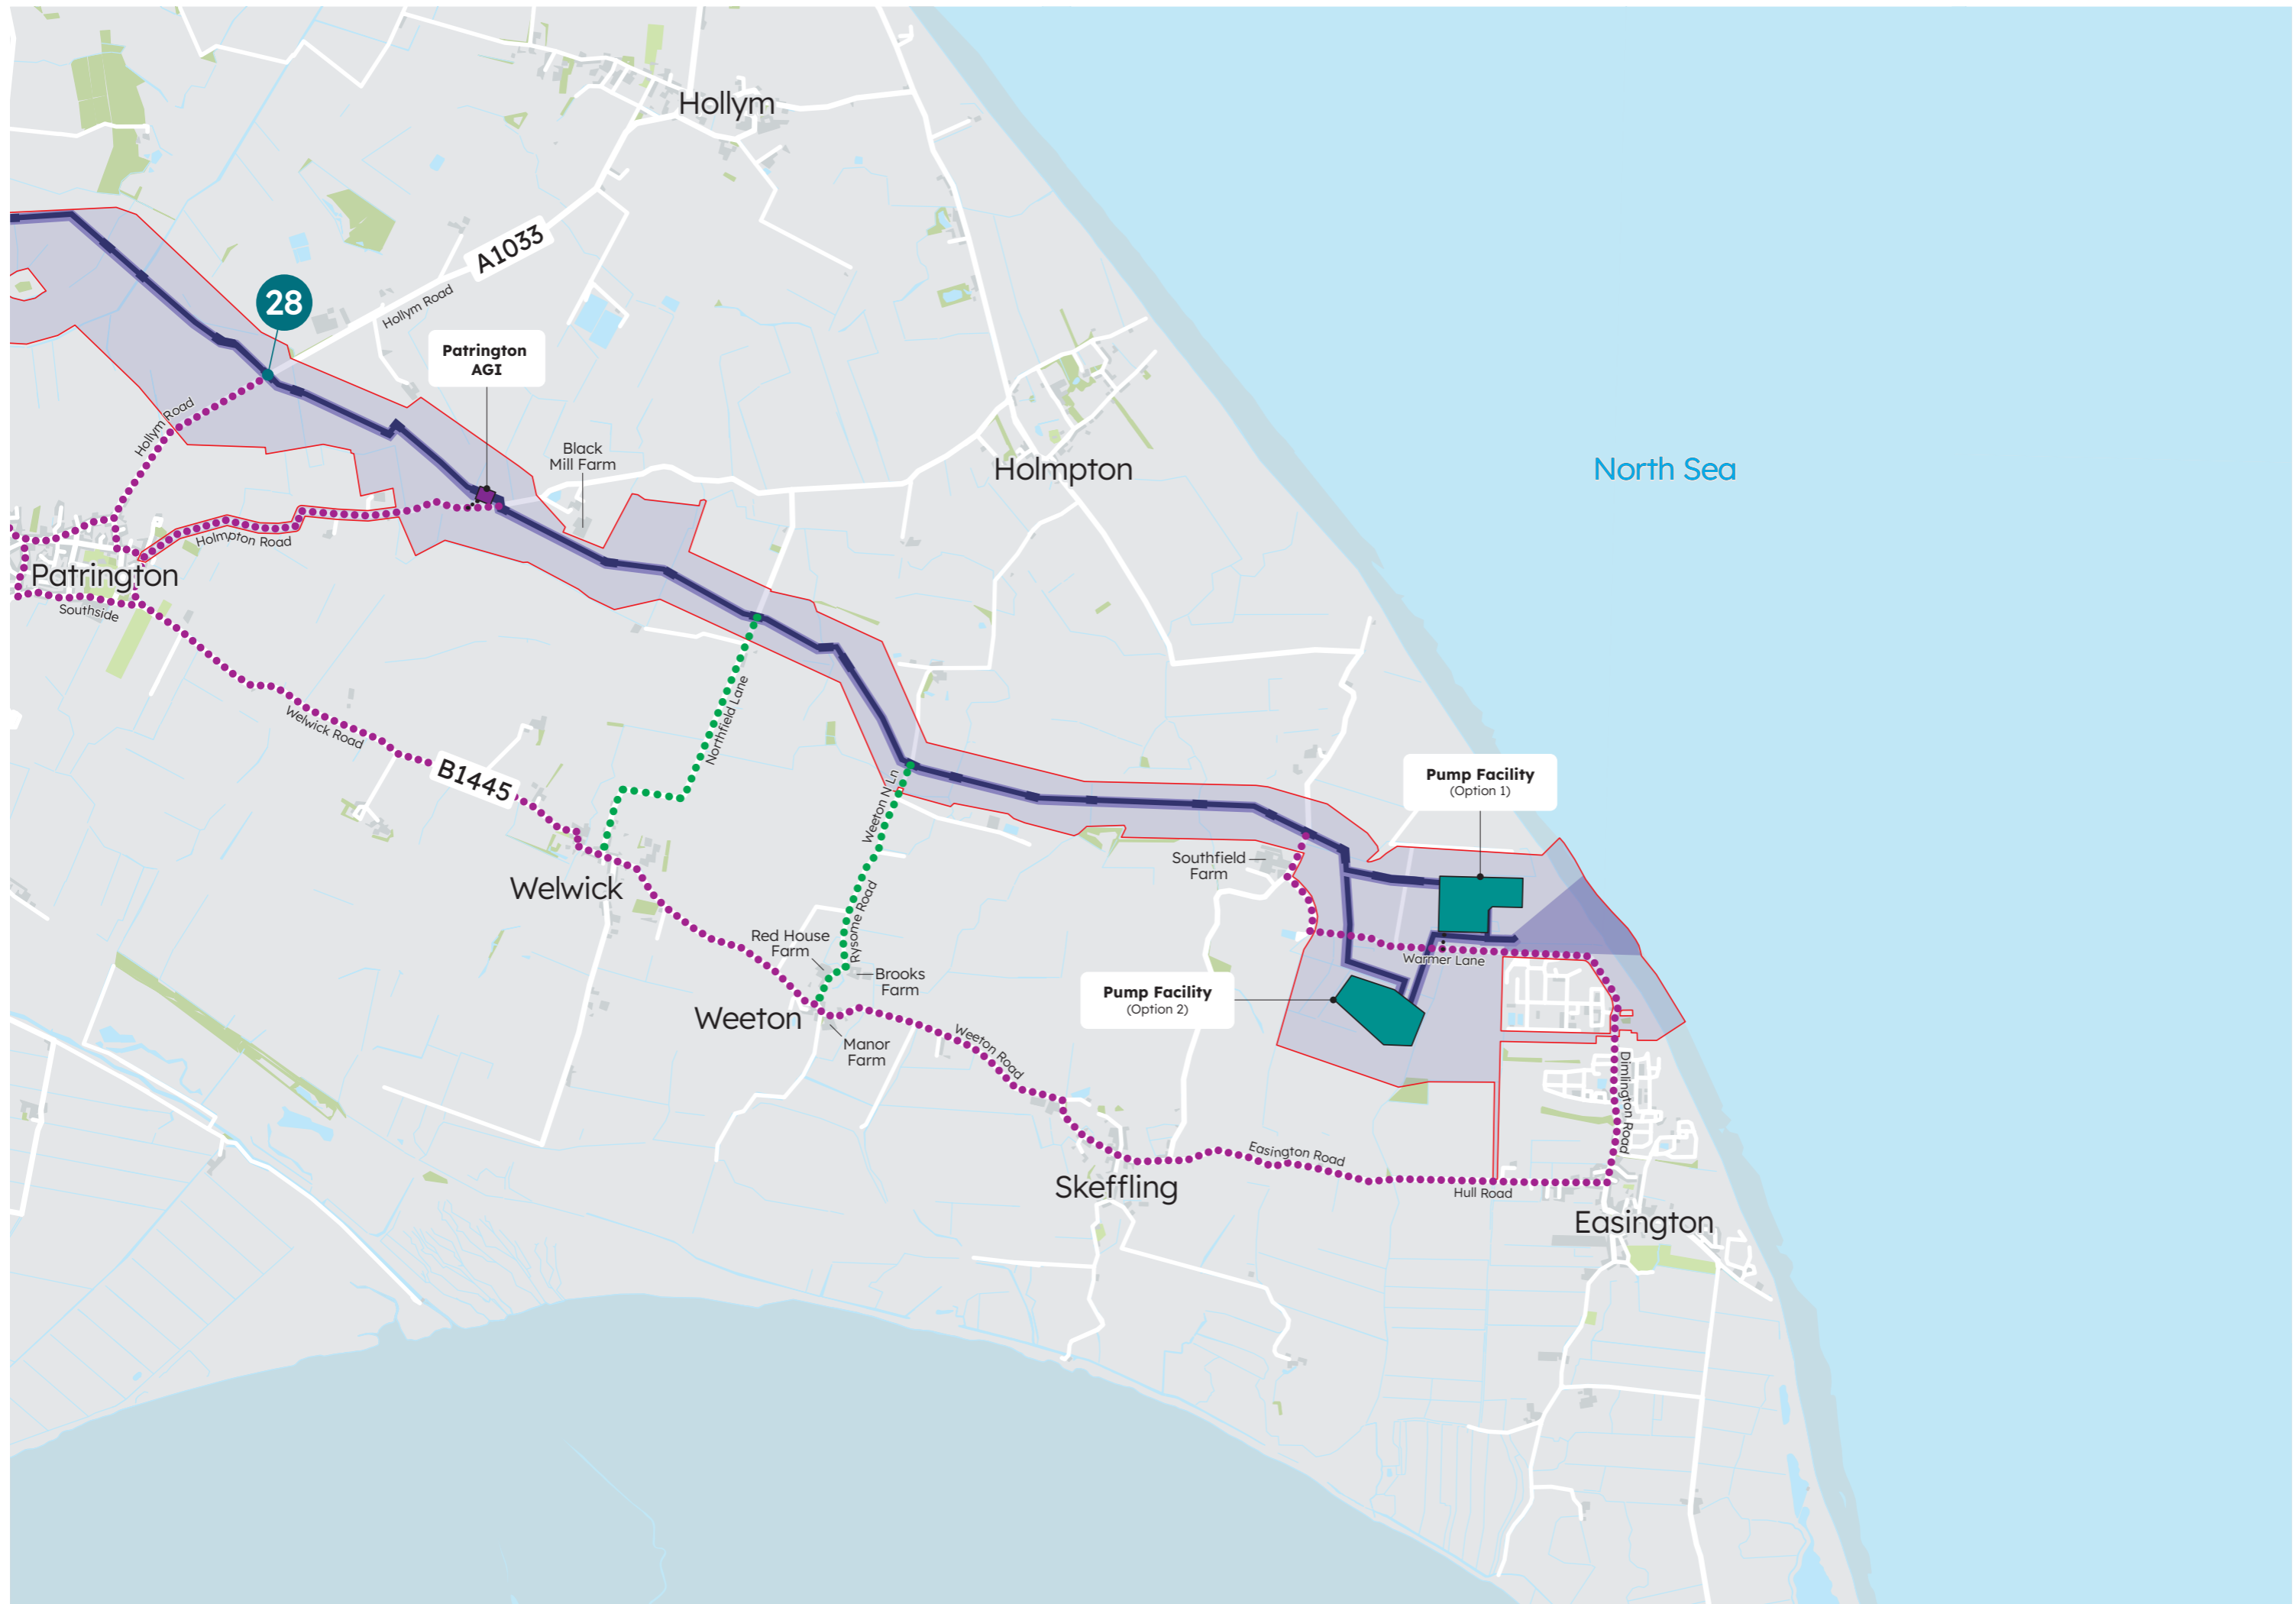 Hollym
A1033
Hollym Road
28
Patrington
AGI
Hollym Road
Black
Mill Farm
Holmpton
North Sea
Holmpton Road
Patrington
Southside
Northfield Lane
Welwick Road
B1445
Weeton N Ln
Pump Facility
(Option 1)
Southfield
Farm
Welwick
Rysome Road
Red House
Farm
Warmer Lane
Brooks
Farm
Pump Facility
(Option 2)
Weeton
Manor
Farm
Weeton Road
Dimlington Road
Easington Road
Skeffling
Hull Road
Easington